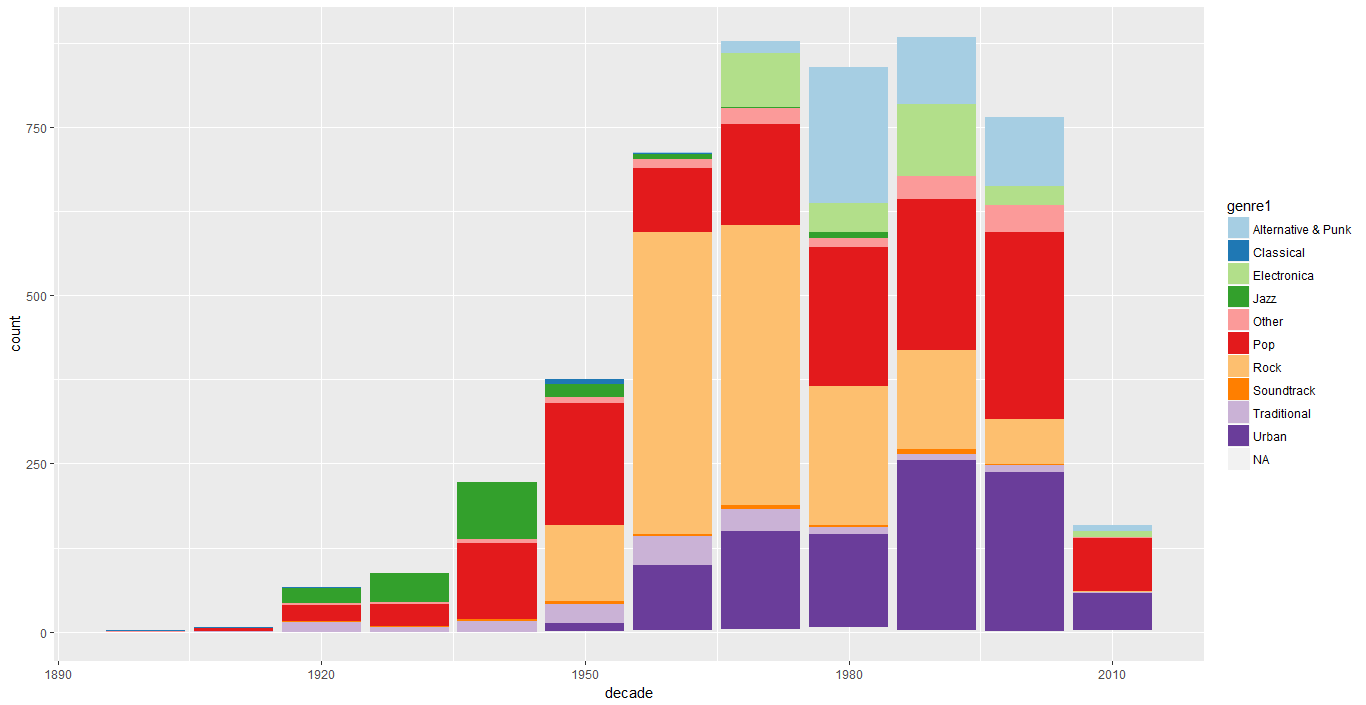 count
750
500
250
0
1890
1920
1950
1980
2010
decade
genre1
Alternative & Punk
Classical
Electronica
Jazz
Other
Pop
Rock
Soundtrack
Traditional
Urban
NA